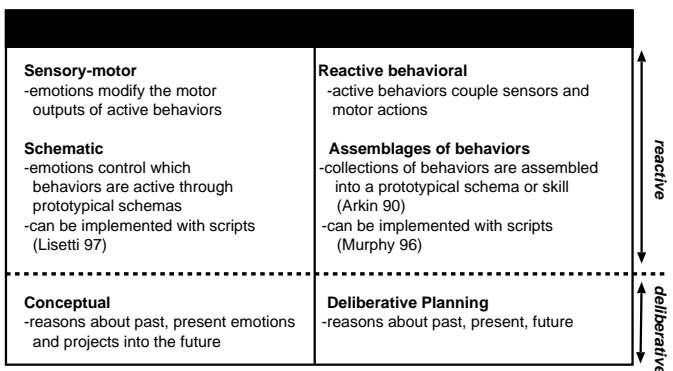 Sensory-motor
-emotions modify the motor
outputs of active behaviors
Schematic
-emotions control which
behaviors are active through
prototypical schemas
-can be implemented with scripts
(Lisetti 97)
Conceptual
-reasons about past, present emotions
and projects into the future
Reactive behavioral
-active behaviors couple sensors and
motor actions
Assemblages of behaviors
-collections of behaviors are assembled
into a prototypical schema or skill
(Arkin 90)
-can be implemented with scripts
(Murphy 96)
Deliberative Planning
-reasons about past, present, future
reactive
deliberative